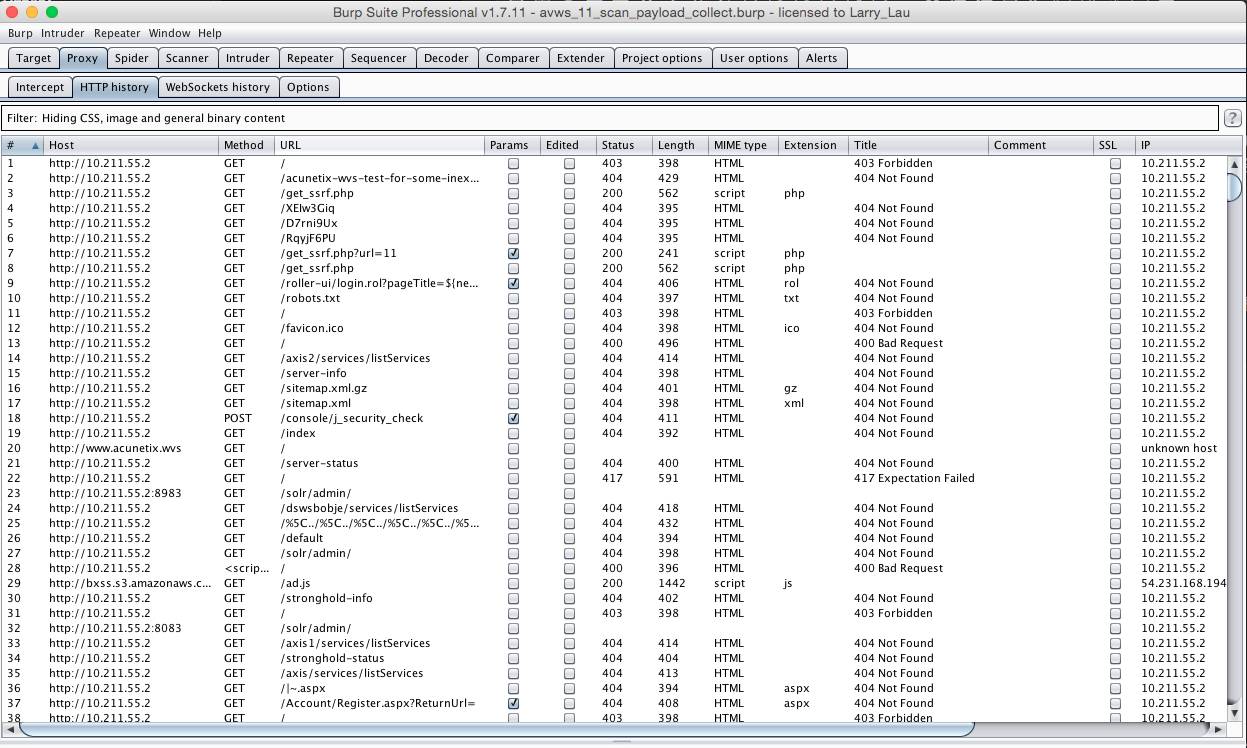 Burp Suite Professional v1.7.11 - avws_11_scan_payload_collect.burp - licensed to Larry_Lau
Burp Intruder Repeater Window Help
Target Proxy Spider Scanner Intruder Repeater Sequencer Decoder Comparer Extender Project options User options Alerts
Intercept HTTP history WebSockets history Options
Filter: Hiding CSS, image and general binary content ?
# Host Method URL Params Edited Status Length MIME type Extension Title Comment SSL IP
1 http://10.211.55.2 GET / 403 398 HTML 403 Forbidden 10.211.55.2
2 http://10.211.55.2 GET /acunetix-wvs-test-for-some-inex... 404 429 HTML 404 Not Found 10.211.55.2
3 http://10.211.55.2 GET /get_ssrf.php 200 562 script php 10.211.55.2
4 http://10.211.55.2 GET /XElw3Giq 404 395 HTML 404 Not Found 10.211.55.2
5 http://10.211.55.2 GET /D7rni9Ux 404 395 HTML 404 Not Found 10.211.55.2
6 http://10.211.55.2 GET /RqyjF6PU 404 395 HTML 404 Not Found 10.211.55.2
7 http://10.211.55.2 GET /get_ssrf.php?url=11 200 241 script php 10.211.55.2
8 http://10.211.55.2 GET /get_ssrf.php 200 562 script php 10.211.55.2
9 http://10.211.55.2 GET /roller-ui/login.rol?pageTitle=${ne... 404 406 HTML rol 404 Not Found 10.211.55.2
10 http://10.211.55.2 GET /robots.txt 404 397 HTML txt 404 Not Found 10.211.55.2
11 http://10.211.55.2 GET / 403 398 HTML 403 Forbidden 10.211.55.2
12 http://10.211.55.2 GET /favicon.ico 404 398 HTML ico 404 Not Found 10.211.55.2
13 http://10.211.55.2 GET / 400 496 HTML 400 Bad Request 10.211.55.2
14 http://10.211.55.2 GET /axis2/services/listServices 404 414 HTML 404 Not Found 10.211.55.2
15 http://10.211.55.2 GET /server-info 404 398 HTML 404 Not Found 10.211.55.2
16 http://10.211.55.2 GET /sitemap.xml.gz 404 401 HTML gz 404 Not Found 10.211.55.2
17 http://10.211.55.2 GET /sitemap.xml 404 398 HTML xml 404 Not Found 10.211.55.2
18 http://10.211.55.2 POST /console/j_security_check 404 411 HTML 404 Not Found 10.211.55.2
19 http://10.211.55.2 GET /index 404 392 HTML 404 Not Found 10.211.55.2
20 http://www.acunetix.wvs GET / unknown host
21 http://10.211.55.2 GET /server-status 404 400 HTML 404 Not Found 10.211.55.2
22 http://10.211.55.2 GET / 417 591 HTML 417 Expectation Failed 10.211.55.2
23 http://10.211.55.2:8983 GET /solr/admin/ 10.211.55.2
24 http://10.211.55.2 GET /dswsbobje/services/listServices 404 418 HTML 404 Not Found 10.211.55.2
25 http://10.211.55.2 GET /%5C../%5C../%5C../%5C../%5C../%5... 404 432 HTML 404 Not Found 10.211.55.2
26 http://10.211.55.2 GET /default 404 394 HTML 404 Not Found 10.211.55.2
27 http://10.211.55.2 GET /solr/admin/ 404 398 HTML 404 Not Found 10.211.55.2
28 http://10.211.55.2 <scrip... / 400 396 HTML 400 Bad Request 10.211.55.2
29 http://bxss.s3.amazonaws.c... GET /ad.js 200 1442 script js 54.231.168.194
30 http://10.211.55.2 GET /stronghold-info 404 402 HTML 404 Not Found 10.211.55.2
31 http://10.211.55.2 GET / 403 398 HTML 403 Forbidden 10.211.55.2
32 http://10.211.55.2:8083 GET /solr/admin/ 10.211.55.2
33 http://10.211.55.2 GET /axis1/services/listServices 404 414 HTML 404 Not Found 10.211.55.2
34 http://10.211.55.2 GET /stronghold-status 404 404 HTML 404 Not Found 10.211.55.2
35 http://10.211.55.2 GET /axis/services/listServices 404 413 HTML 404 Not Found 10.211.55.2
36 http://10.211.55.2 GET /|~.aspx 404 394 HTML aspx 404 Not Found 10.211.55.2
37 http://10.211.55.2 GET /Account/Register.aspx?ReturnUrl= 404 408 HTML aspx 404 Not Found 10.211.55.2
38 http://10.211.55.2 GET / 403 398 HTML 403 Forbidden 10.211.55.2